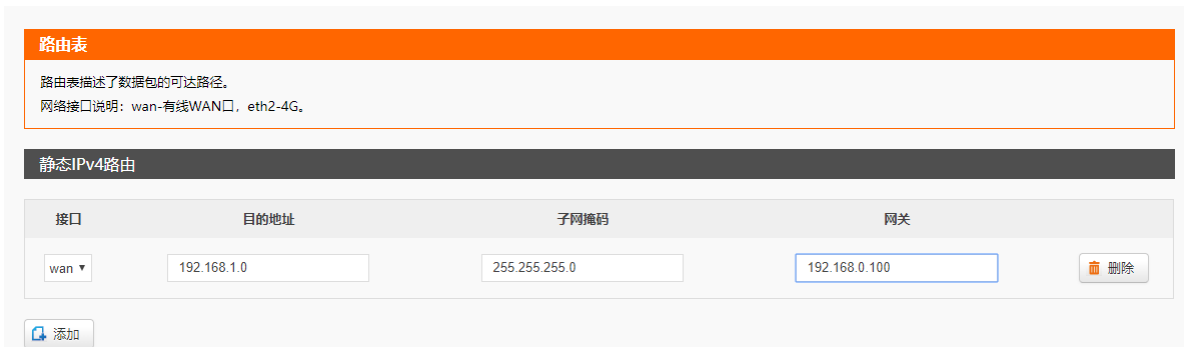 路由表
路由表描述了数据包的可达路径。
网络接口说明：wan-有线WAN口，eth2-4G。
静态IPv4路由
接口 目的地址 子网掩码 网关
wan 192.168.1.0 255.255.255.0 192.168.0.100 删除
添加